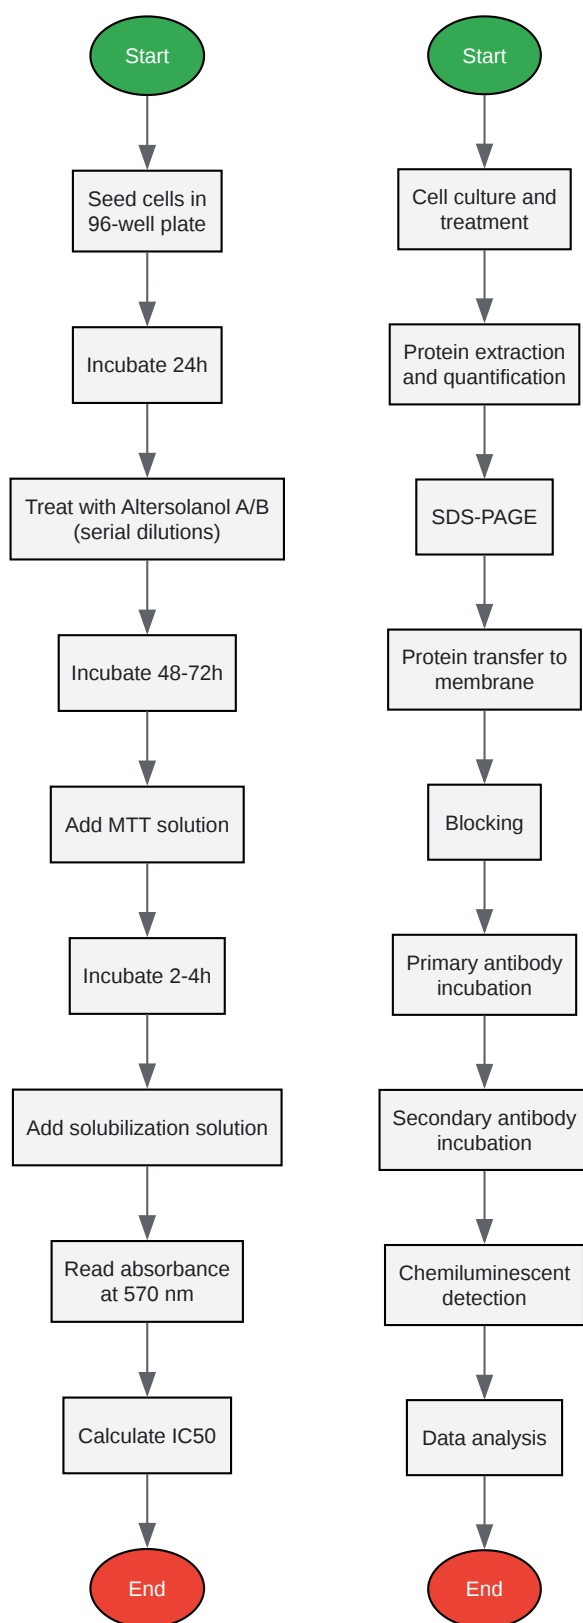 Start
Seed cells in
96-well plate
Incubate 24h
Treat with Altersolanol A/B
(serial dilutions)
Incubate 48-72h
Add MTT solution
Incubate 2-4h
Add solubilization solution
Read absorbance
at 570 nm
Calculate IC50
End
Start
Cell culture and
treatment
Protein extraction
and quantification
SDS-PAGE
Protein transfer to
membrane
Blocking
Primary antibody
incubation
Secondary antibody
incubation
Chemiluminescent
detection
Data analysis
End